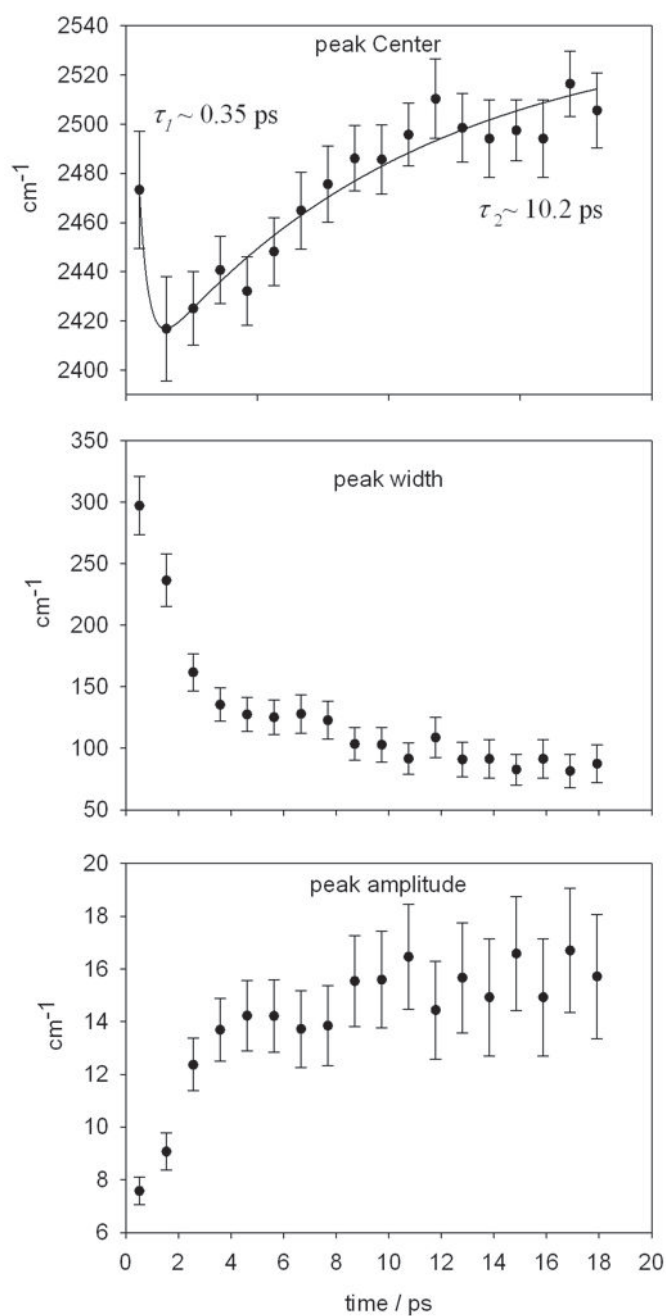 2540
peak Center
2520
τ1 ~ 0.35 ps
2500
2480
cm-1
2460
τ2~ 10.2 ps
2440
2420
2400
350
peak width
300
250
cm-1
200
150
100
50
20
peak amplitude
18
16
14
cm-1
12
10
8
6
0 2 4 6 8 10 12 14 16 18 20
time / ps